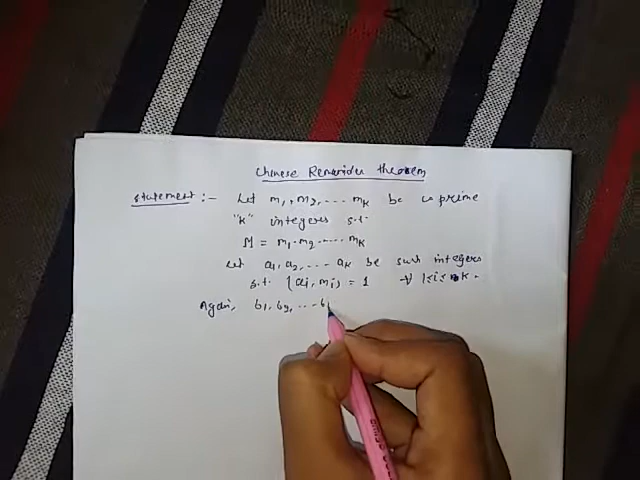 Chinese Remainder theorem
Statement :- Let m₁, m₂, .... mₖ be coprime
"k" integers s.t.
M = m₁.m₂. .... mₖ
Let a₁, a₂, ... aₖ be such integers
s.t. (aᵢ, mᵢ) = 1 ∀ 1≤i≤ k.
Again, b₁, b₂, ... b